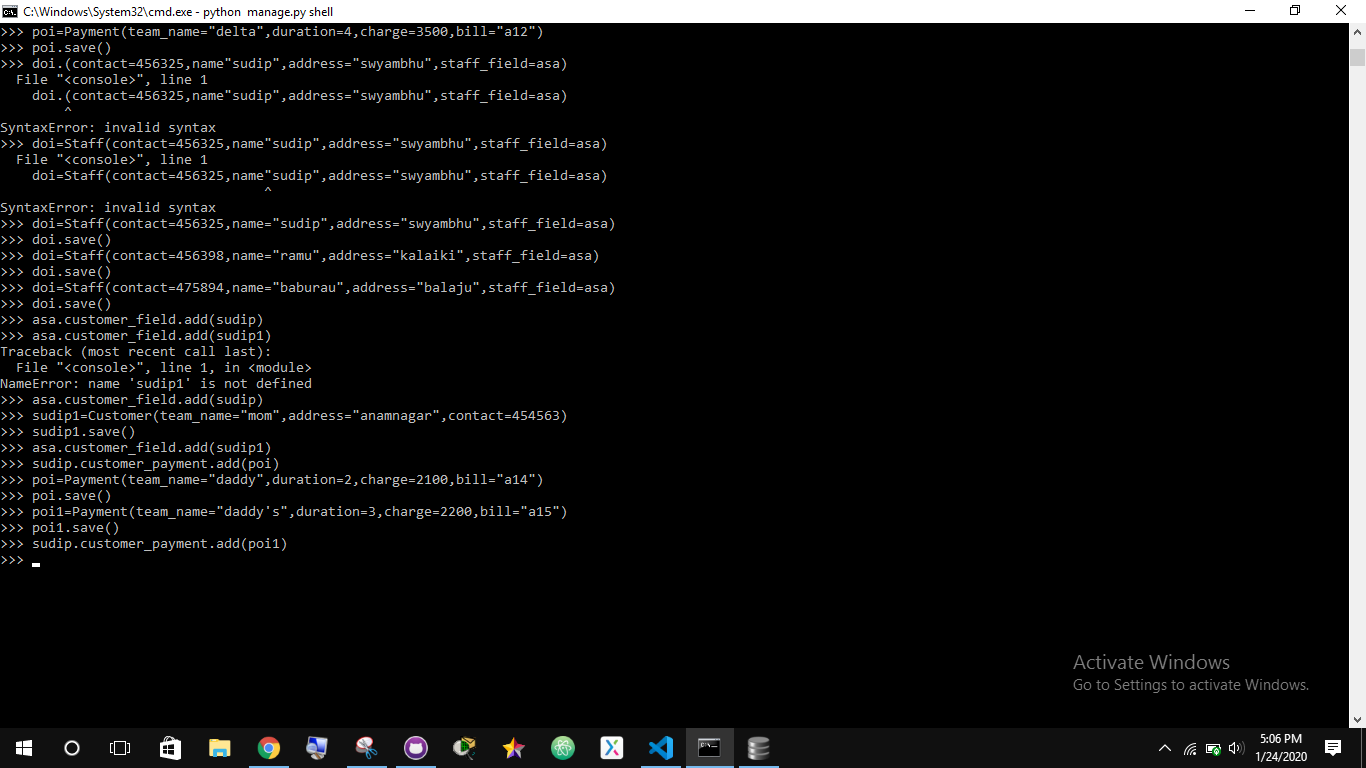 C:\Windows\System32\cmd.exe - python  manage.py shell
>>> poi=Payment(team_name="delta",duration=4,charge=3500,bill="a12")
>>> poi.save()
>>> doi.(contact=456325,name"sudip",address="swyambhu",staff_field=asa)
  File "<console>", line 1
    doi.(contact=456325,name"sudip",address="swyambhu",staff_field=asa)
        ^
SyntaxError: invalid syntax
>>> doi=Staff(contact=456325,name"sudip",address="swyambhu",staff_field=asa)
  File "<console>", line 1
    doi=Staff(contact=456325,name"sudip",address="swyambhu",staff_field=asa)
                                 ^
SyntaxError: invalid syntax
>>> doi=Staff(contact=456325,name="sudip",address="swyambhu",staff_field=asa)
>>> doi.save()
>>> doi=Staff(contact=456398,name="ramu",address="kalaiki",staff_field=asa)
>>> doi.save()
>>> doi=Staff(contact=475894,name="baburau",address="balaju",staff_field=asa)
>>> doi.save()
>>> asa.customer_field.add(sudip)
>>> asa.customer_field.add(sudip1)
Traceback (most recent call last):
  File "<console>", line 1, in <module>
NameError: name 'sudip1' is not defined
>>> asa.customer_field.add(sudip)
>>> sudip1=Customer(team_name="mom",address="anamnagar",contact=454563)
>>> sudip1.save()
>>> asa.customer_field.add(sudip1)
>>> sudip.customer_payment.add(poi)
>>> poi=Payment(team_name="daddy",duration=2,charge=2100,bill="a14")
>>> poi.save()
>>> poi1=Payment(team_name="daddy's",duration=3,charge=2200,bill="a15")
>>> poi1.save()
>>> sudip.customer_payment.add(poi1)
>>>
Activate Windows
Go to Settings to activate Windows.
5:06 PM
1/24/2020